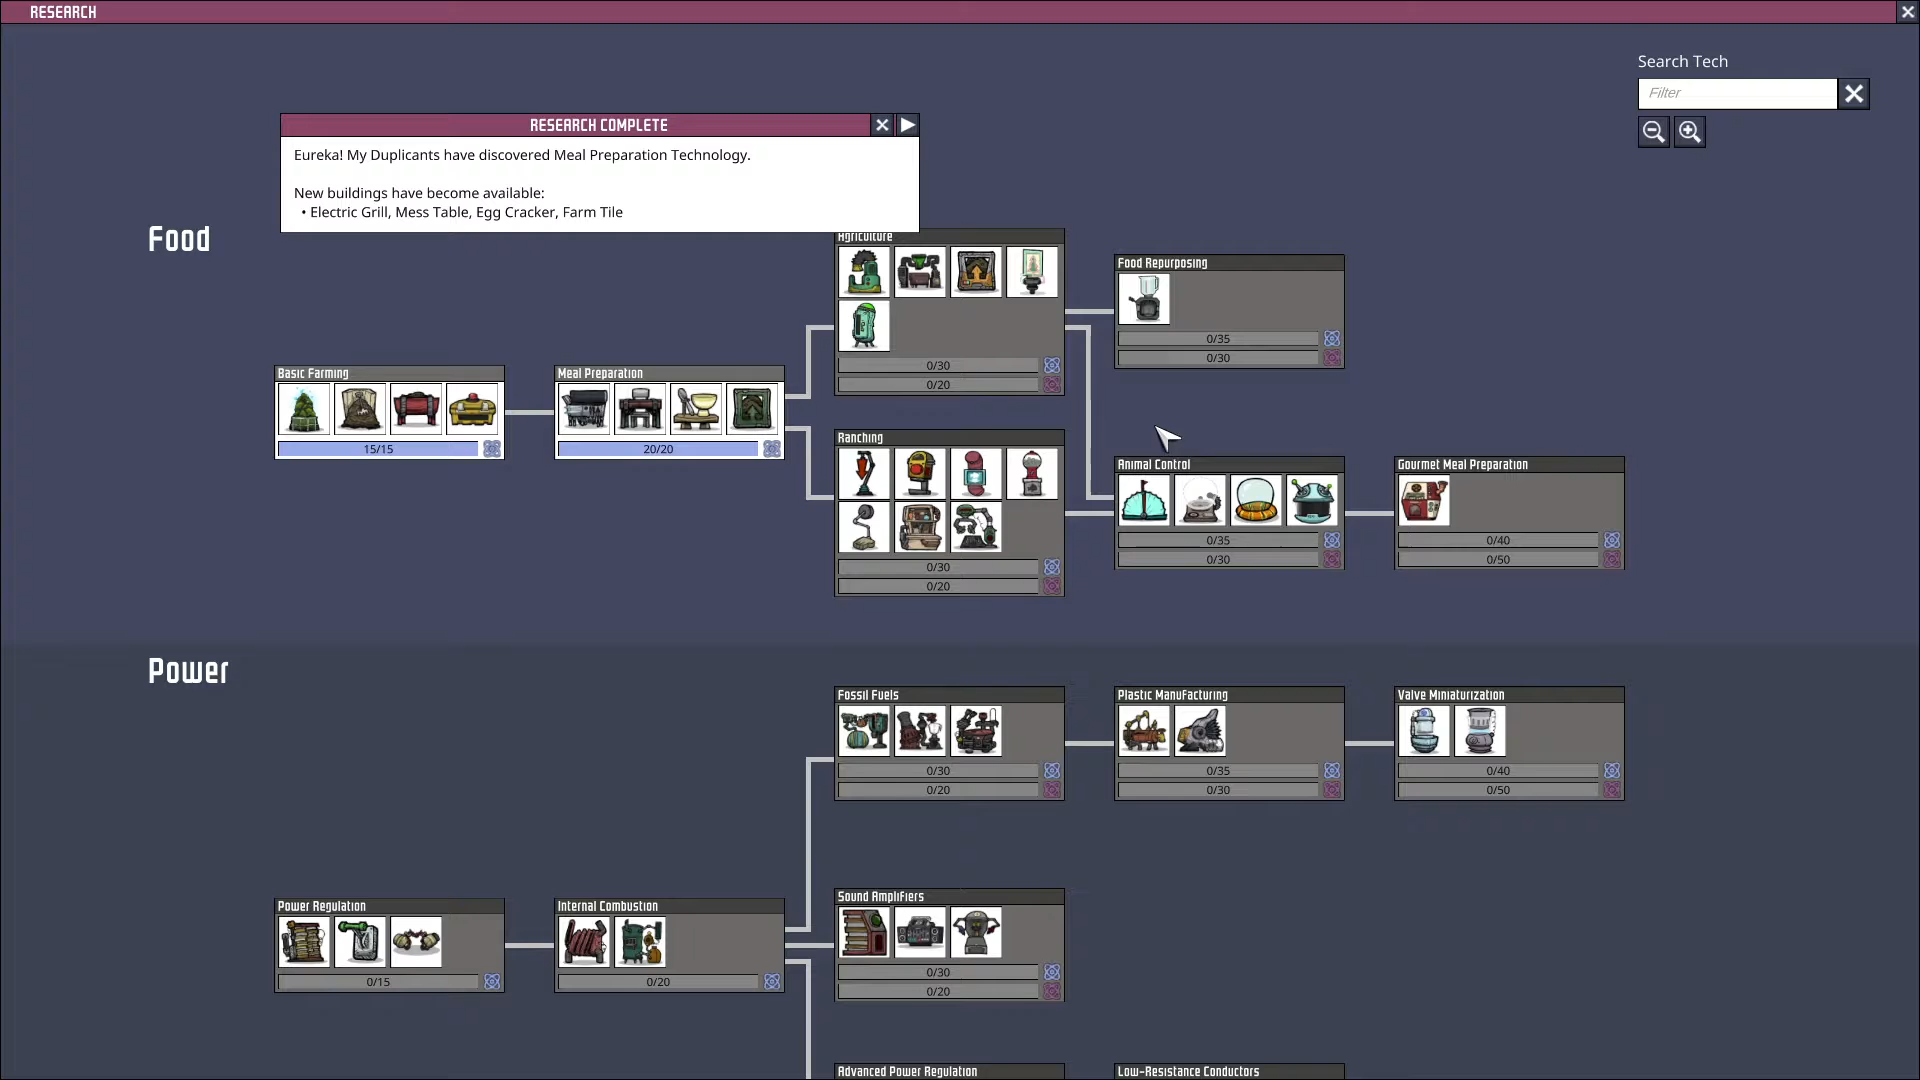 RESEARCH
Search Tech
Filter
RESEARCH COMPLETE
Eureka! My Duplicants have discovered Meal Preparation Technology.
New buildings have become available:
• Electric Grill, Mess Table, Egg Cracker, Farm Tile
Food
Agriculture
0/30
0/20
Food Repurposing
0/35
0/30
Basic Farming
15/15
Meal Preparation
20/20
Ranching
0/30
0/20
Animal Control
0/35
0/30
Gourmet Meal Preparation
0/40
0/50
Power
Fossil Fuels
0/30
0/20
Plastic Manufacturing
0/35
0/30
Valve Miniaturization
0/40
0/50
Power Regulation
0/15
Internal Combustion
0/20
Sound Amplifiers
0/30
0/20
Advanced Power Regulation
Low-Resistance Conductors